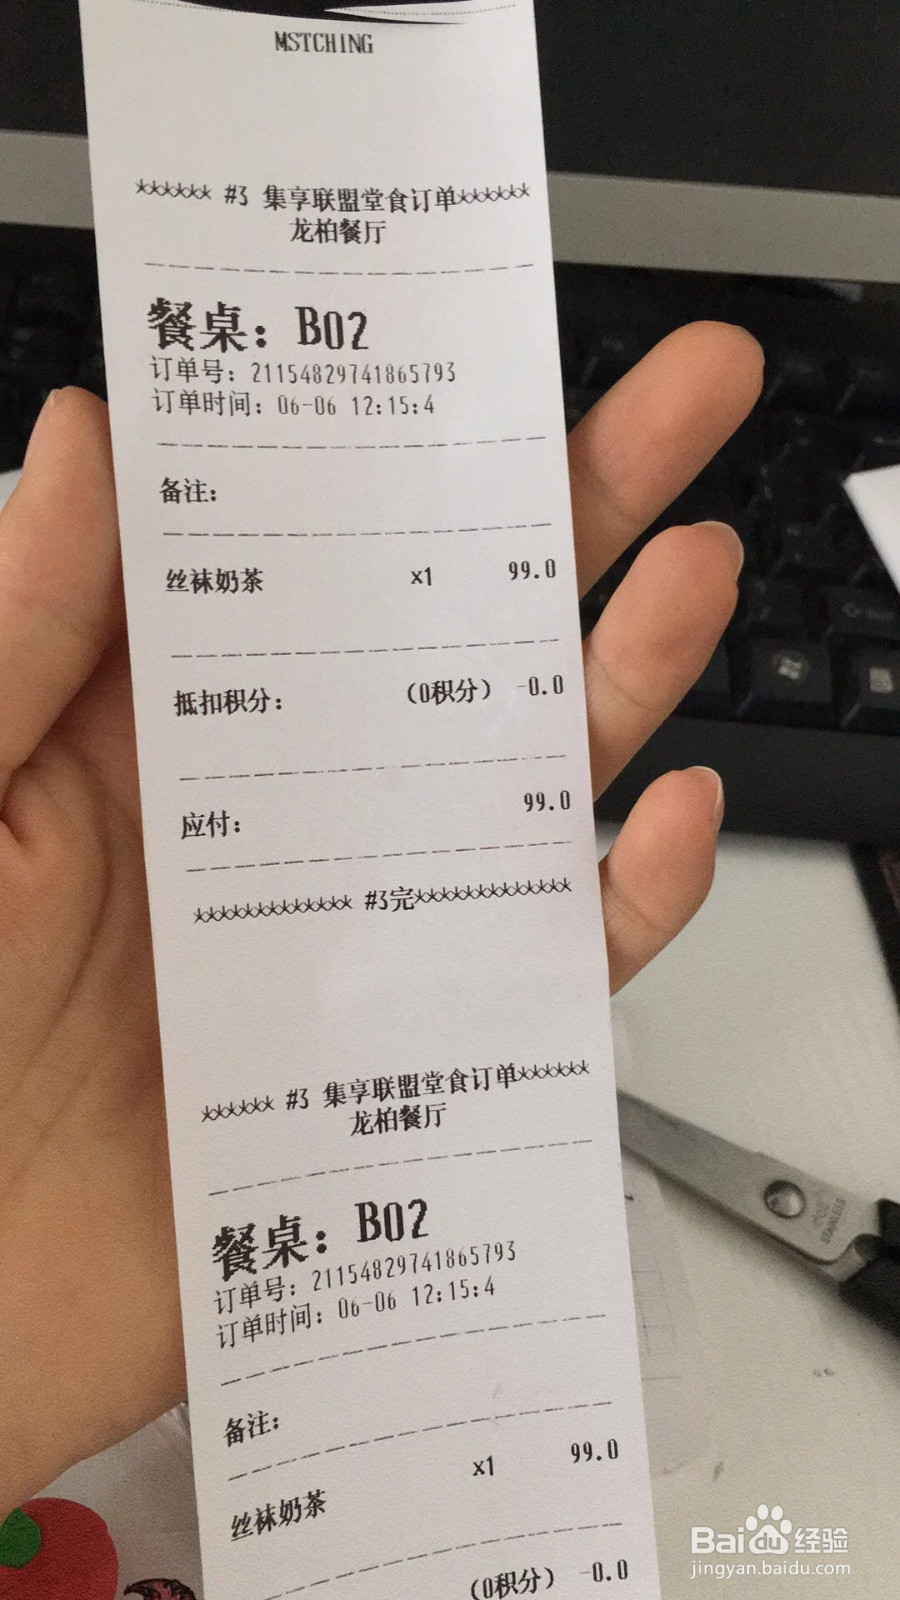 MSTCHING
****** #3 集享联盟堂食订单******
龙柏餐厅
餐桌：B02
订单号：21154829741865793
订单时间：06-06 12:15:4
备注：
丝袜奶茶 x1 99.0
抵扣积分： （0积分） -0.0
应付： 99.0
************* #3完*************
****** #3 集享联盟堂食订单******
龙柏餐厅
餐桌：B02
订单号：21154829741865793
订单时间：06-06 12:15:4
备注：
丝袜奶茶 x1 99.0
（0积分） -0.0
Baidu经验
jingyan.baidu.com